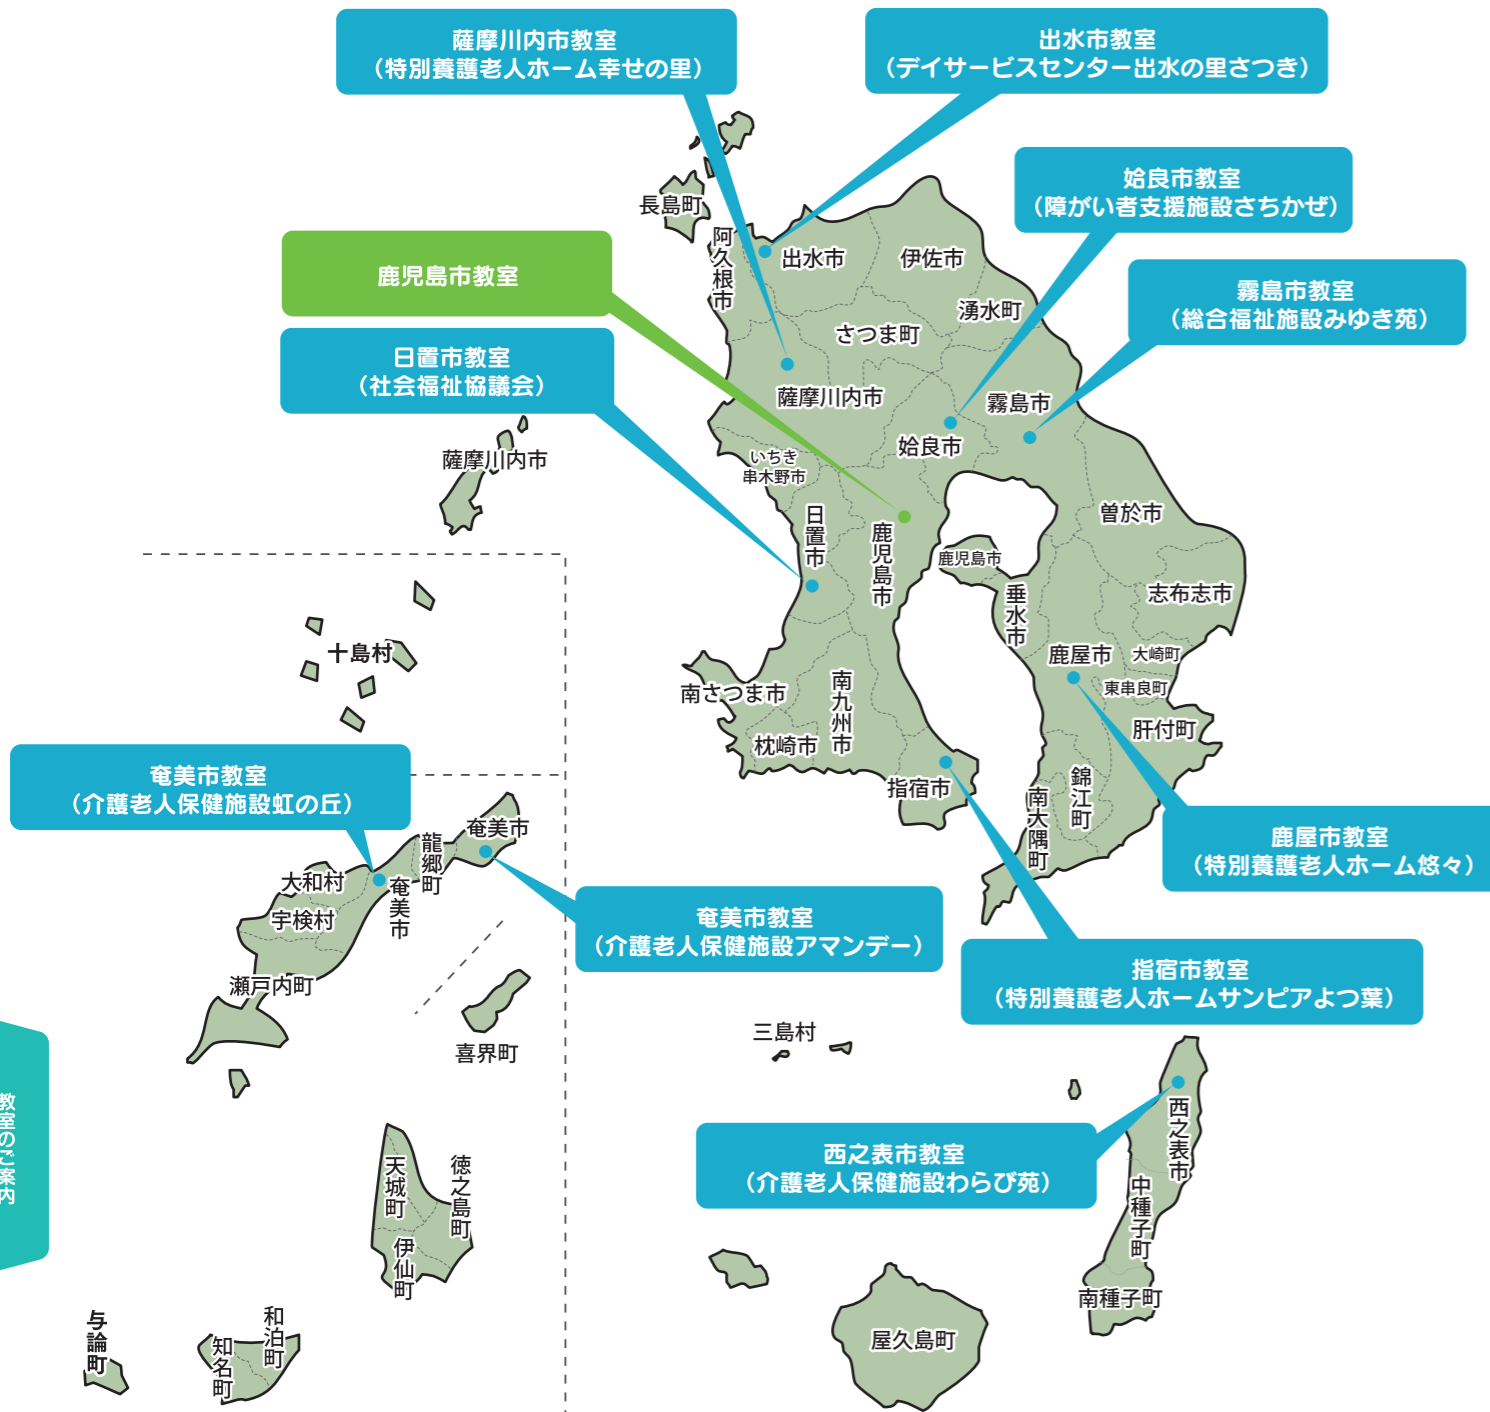 薩摩川内市教室
（特別養護老人ホーム幸せの里）
出水市教室
（デイサービスセンター出水の里さつき）
姶良市教室
（障がい者支援施設さちかぜ）
鹿児島市教室
霧島市教室
（総合福祉施設みゆき苑）
日置市教室
（社会福祉協議会）
長島町
阿久根市
出水市
伊佐市
湧水町
さつま町
薩摩川内市
霧島市
姶良市
いちき
串木野市
薩摩川内市
日置市
鹿児島市
鹿児島市
曽於市
垂水市
志布志市
大崎町
鹿屋市
東串良町
肝付町
十島村
南さつま市
南九州市
枕崎市
指宿市
錦江町
南大隅町
奄美市教室
（介護老人保健施設虹の丘）
鹿屋市教室
（特別養護老人ホーム悠々）
奄美市
龍郷町
大和村
奄美市
宇検村
瀬戸内町
奄美市教室
（介護老人保健施設アマンデー）
指宿市教室
（特別養護老人ホームサンピアよつ葉）
喜界町
三島村
西之表市教室
（介護老人保健施設わらび苑）
西之表市
中種子町
南種子町
屋久島町
教室のご案内
天城町
徳之島町
伊仙町
与論町
和泊町
知名町